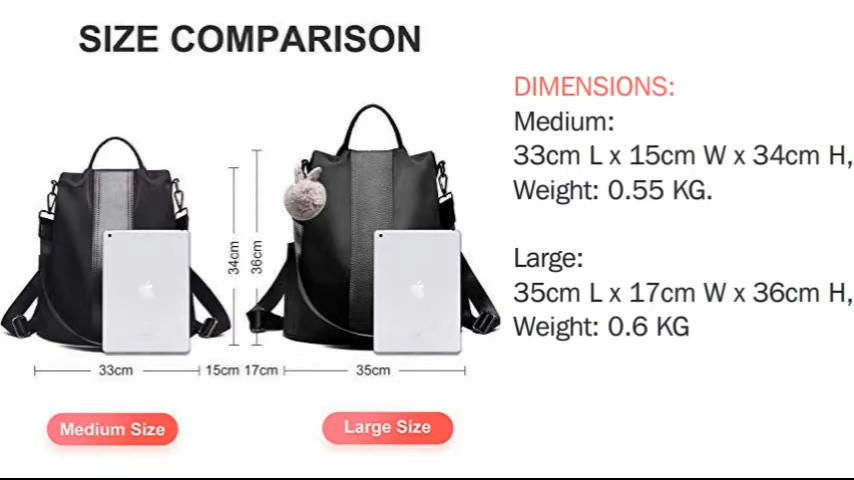 SIZE COMPARISON
DIMENSIONS:
Medium:
33cm L x 15cm W x 34cm H,
Weight: 0.55 KG.
Large:
35cm L x 17cm W x 36cm H,
Weight: 0.6 KG
34cm
36cm
33cm
15cm
17cm
35cm
Medium Size
Large Size